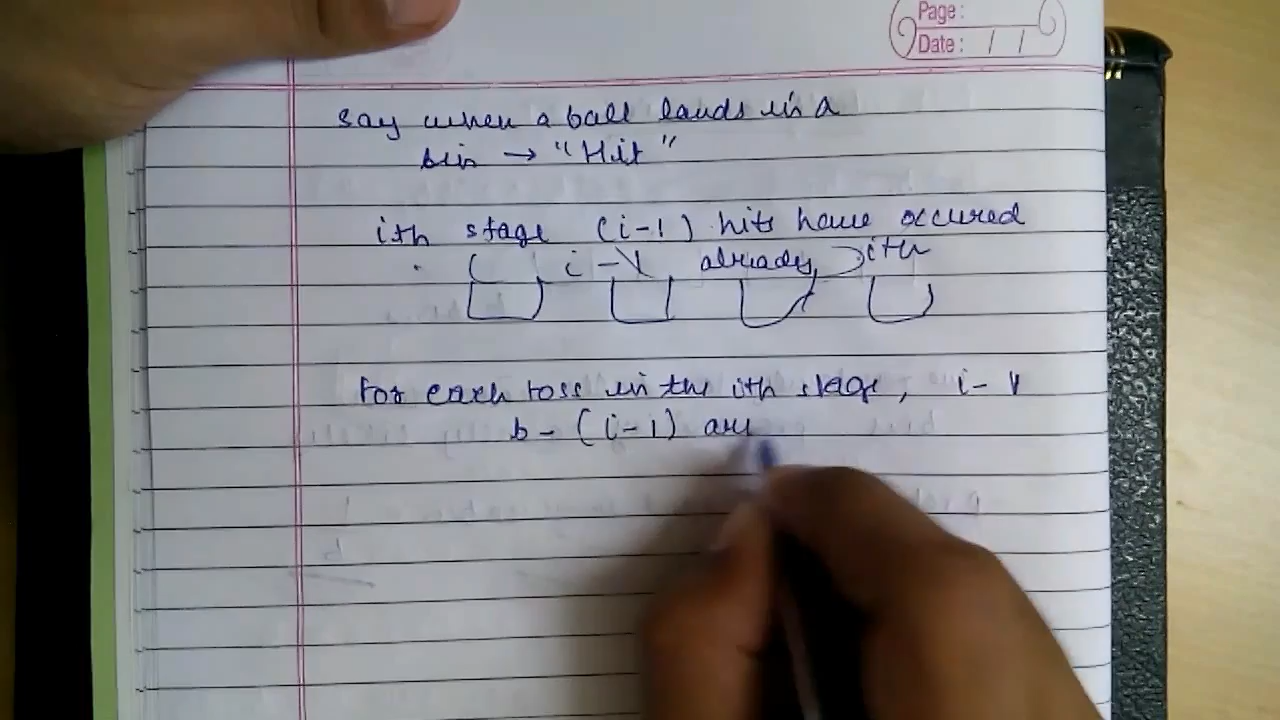 Page:
Date: / /
say when a ball lands in a
bin → "Hit"
ith stage (i-1) hits have occured
i-1 already ith
For each toss in the ith stage, i-1
b-(i-1) are